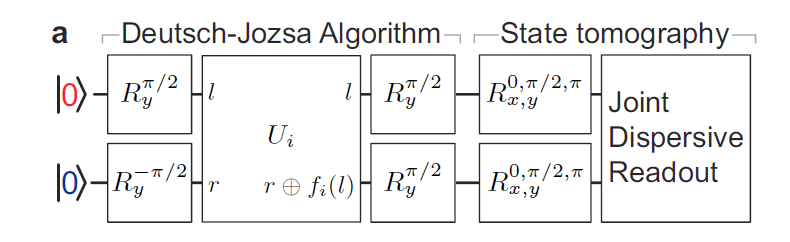 a Deutsch-Jozsa Algorithm State tomography
|0⟩ R_y^{π/2} l l R_y^{π/2} R_{x,y}^{0,π/2,π}
U_i
|0⟩ R_y^{-π/2} r r ⊕ f_i(l) R_y^{π/2} R_{x,y}^{0,π/2,π}
Joint
Dispersive
Readout